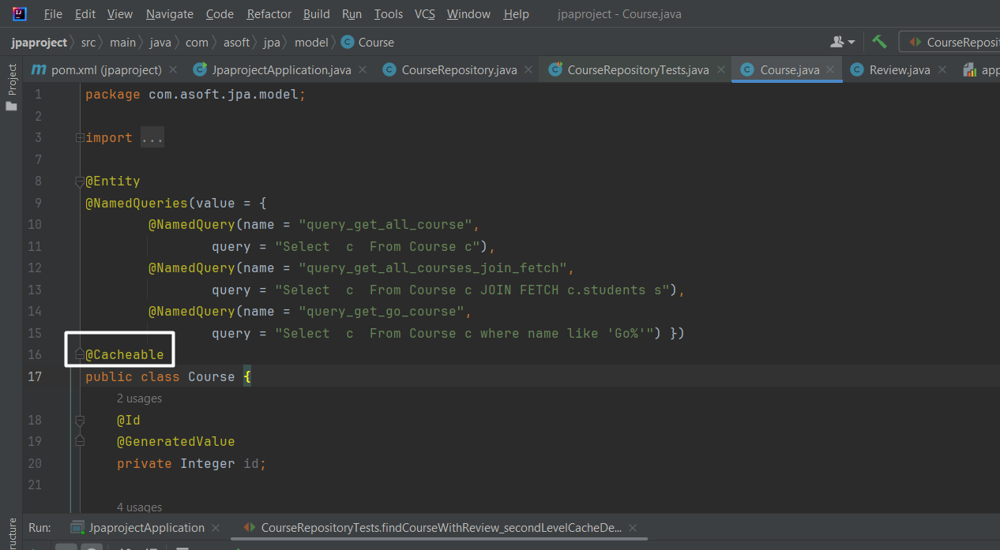 File Edit View Navigate Code Refactor Build Run Tools VCS Window Help jpaproject - Course.java
jpaproject src main java com asoft jpa model C Course CourseReposit
Project
m pom.xml (jpaproject) C JpaprojectApplication.java C CourseRepository.java C CourseRepositoryTests.java C Course.java C Review.java app
1 package com.asoft.jpa.model;
2
3 import ...
7
8 @Entity
9 @NamedQueries(value = {
10 @NamedQuery(name = "query_get_all_course",
11 query = "Select  c  From Course c"),
12 @NamedQuery(name = "query_get_all_courses_join_fetch",
13 query = "Select  c  From Course c JOIN FETCH c.students s"),
14 @NamedQuery(name = "query_get_go_course",
15 query = "Select  c  From Course c where name like 'Go%'") })
16 @Cacheable
17 public class Course {
2 usages
18 @Id
19 @GeneratedValue
20 private Integer id;
21
4 usages
ructure
Run: JpaprojectApplication CourseRepositoryTests.findCourseWithReview_secondLevelCacheDe...